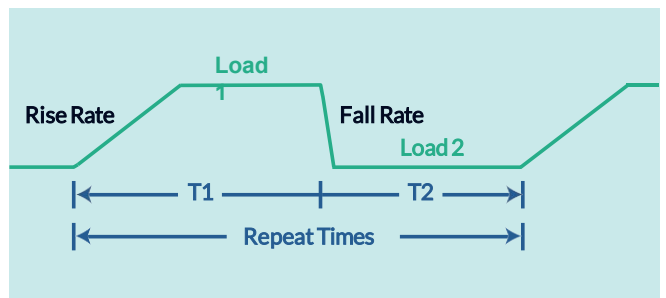 Load
1
Rise Rate
Fall Rate
Load 2
T1
T2
Repeat Times